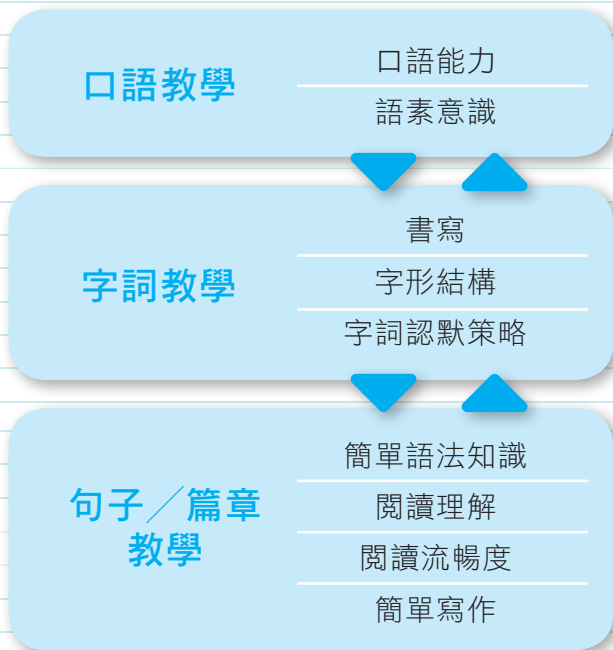 口語教學
口語能力
語素意識
字詞教學
書寫
字形結構
字詞認默策略
句子／篇章
教學
簡單語法知識
閱讀理解
閱讀流暢度
簡單寫作